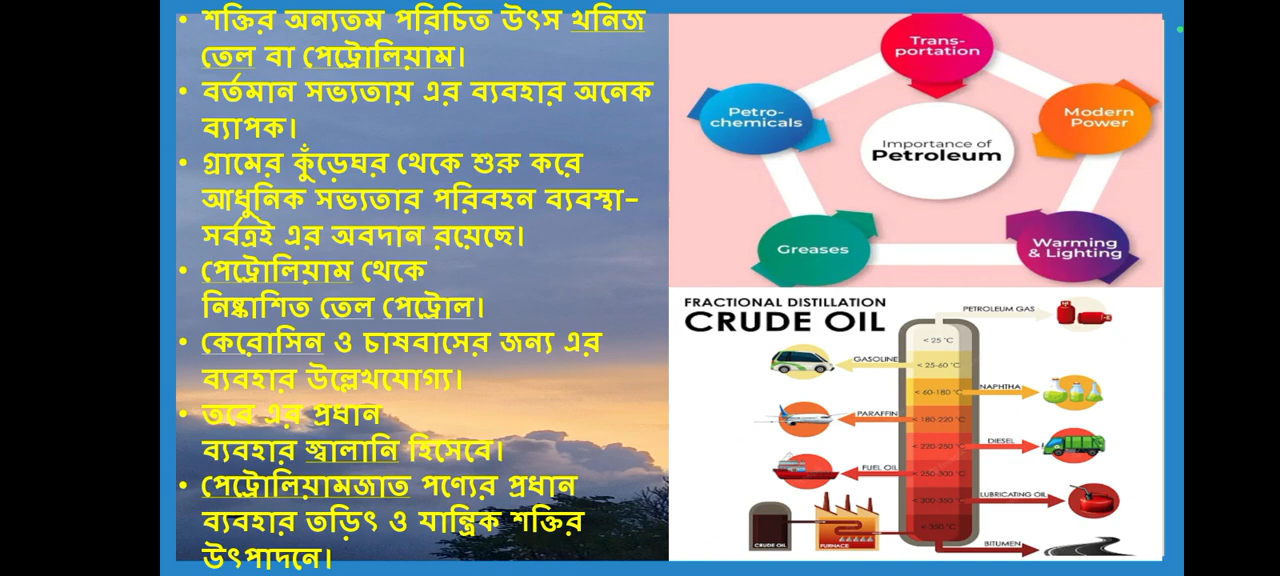 • শক্তির অন্যতম পরিচিত উৎস খনিজ
তেল বা পেট্রোলিয়াম।
• বর্তমান সভ্যতায় এর ব্যবহার অনেক
ব্যাপক।
• গ্রামের কুঁড়েঘর থেকে শুরু করে
আধুনিক সভ্যতার পরিবহন ব্যবস্থা–
সর্বত্রই এর অবদান রয়েছে।
• পেট্রোলিয়াম থেকে
নিষ্কাশিত তেল পেট্রোল।
• কেরোসিন ও চাষবাসের জন্য এর
ব্যবহার উল্লেখযোগ্য।
• তবে এর প্রধান
ব্যবহার জ্বালানি হিসেবে।
• পেট্রোলিয়ামজাত পণ্যের প্রধান
ব্যবহার তড়িৎ ও যান্ত্রিক শক্তির
উৎপাদনে।
Trans-
portation
Petro-
chemicals
Modern
Power
Importance of
Petroleum
Greases
Warming
& Lighting
FRACTIONAL DISTILLATION
CRUDE OIL
PETROLEUM GAS
< 25 °C
GASOLINE
< 25-60 °C
NAPHTHA
< 60-180 °C
PARAFFIN
< 180-220 °C
DIESEL
< 220-250 °C
FUEL OIL
< 250-300 °C
LUBRICATING OIL
< 300-350 °C
< 350 °C
BITUMEN
CRUDE OIL
FURNACE